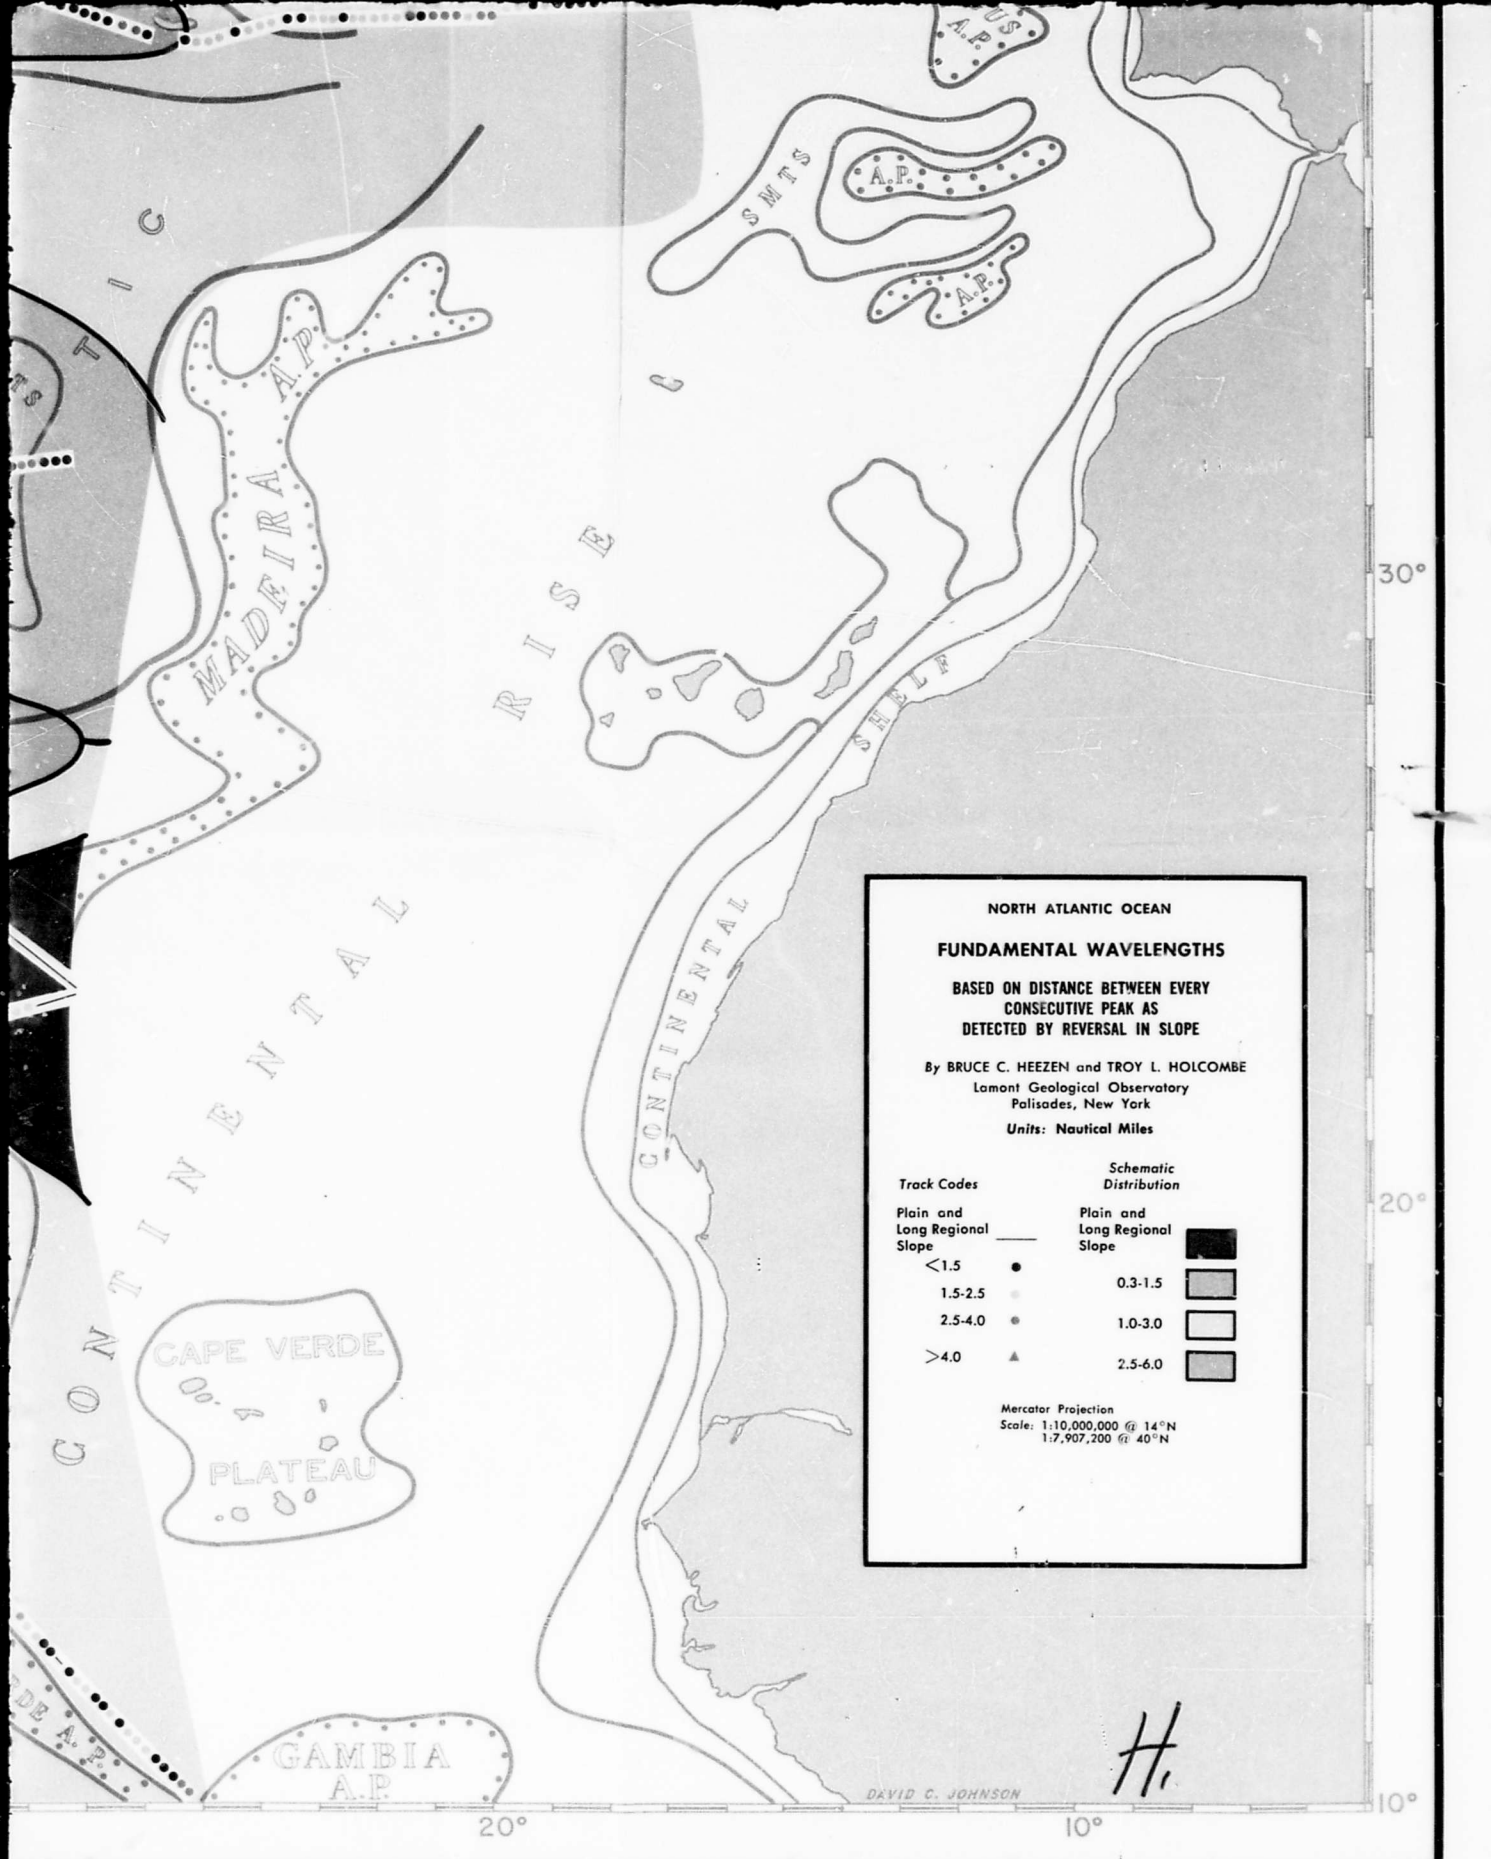 US
A.P.
SMTS
A.P.
A.P.
TIC
TS
A.P.
MADEIRA
RISE
30°
SHELF
CONTINENTAL
CONTINENTAL
NORTH ATLANTIC OCEAN
FUNDAMENTAL WAVELENGTHS
BASED ON DISTANCE BETWEEN EVERY
CONSECUTIVE PEAK AS
DETECTED BY REVERSAL IN SLOPE
By BRUCE C. HEEZEN and TROY L. HOLCOMBE
Lamont Geological Observatory
Palisades, New York
Units: Nautical Miles
Track Codes
Plain and
Long Regional
Slope
<1.5
1.5-2.5
2.5-4.0
>4.0
Schematic
Distribution
Plain and
Long Regional
Slope
0.3-1.5
1.0-3.0
2.5-6.0
Mercator Projection
Scale: 1:10,000,000 @ 14°N
1:7,907,200 @ 40°N
20°
CAPE VERDE
PLATEAU
RDE A. P.
GAMBIA
A.P.
DAVID C. JOHNSON
H,
10°
20°
10°